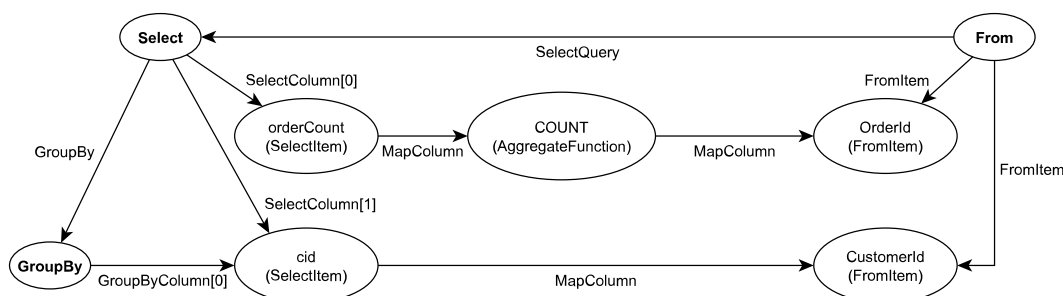 Select
From
SelectQuery
SelectColumn[0]
FromItem
orderCount
(SelectItem)
MapColumn
COUNT
(AggregateFunction)
MapColumn
OrderId
(FromItem)
GroupBy
FromItem
SelectColumn[1]
GroupBy
GroupByColumn[0]
cid
(SelectItem)
MapColumn
CustomerId
(FromItem)